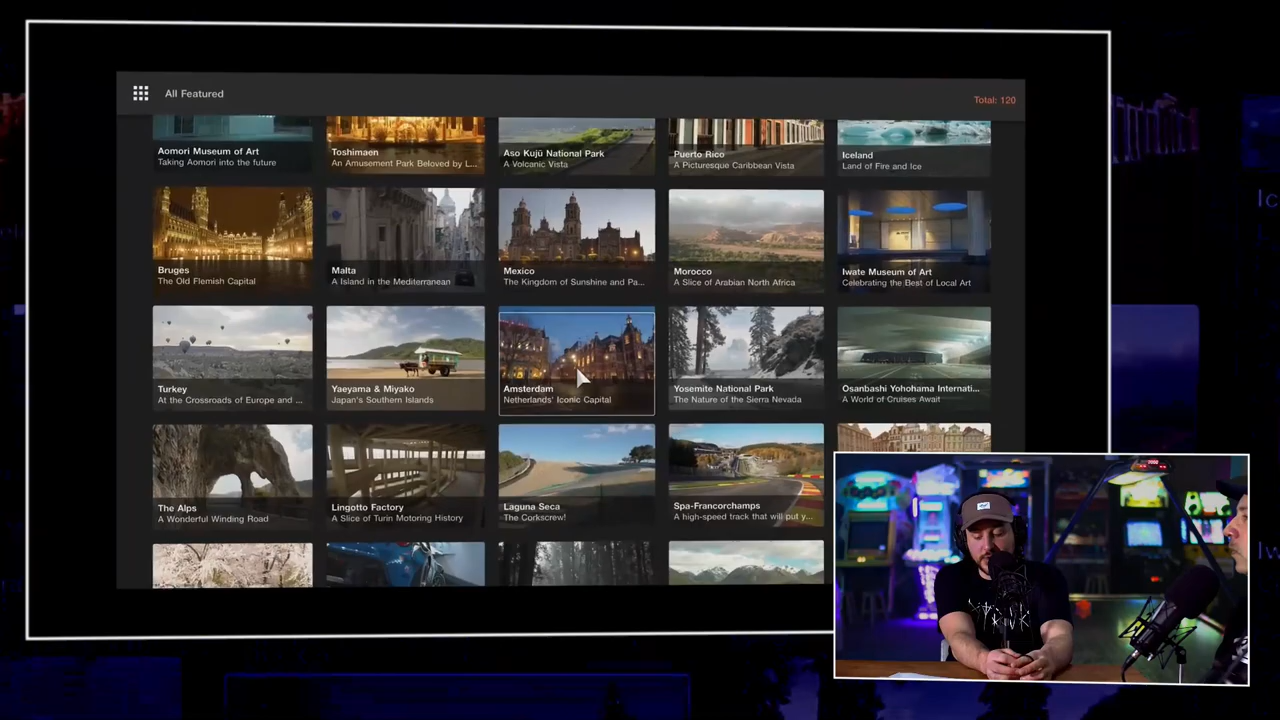 All Featured
Total: 120
Aomori Museum of Art
Taking Aomori into the future
Toshimaen
An Amusement Park Beloved by L...
Aso Kujū National Park
A Volcanic Vista
Puerto Rico
A Picturesque Caribbean Vista
Iceland
Land of Fire and Ice
Bruges
The Old Flemish Capital
Malta
A Island in the Mediterranean
Mexico
The Kingdom of Sunshine and Pa...
Morocco
A Slice of Arabian North Africa
Iwate Museum of Art
Celebrating the Best of Local Art
Turkey
At the Crossroads of Europe and ...
Yaeyama & Miyako
Japan's Southern Islands
Amsterdam
Netherlands' Iconic Capital
Yosemite National Park
The Nature of the Sierra Nevada
Osanbashi Yohohama Internati...
A World of Cruises Await
The Alps
A Wonderful Winding Road
Lingotto Factory
A Slice of Turin Motoring History
Laguna Seca
The Corkscrew!
Spa-Francorchamps
A high-speed track that will put y...